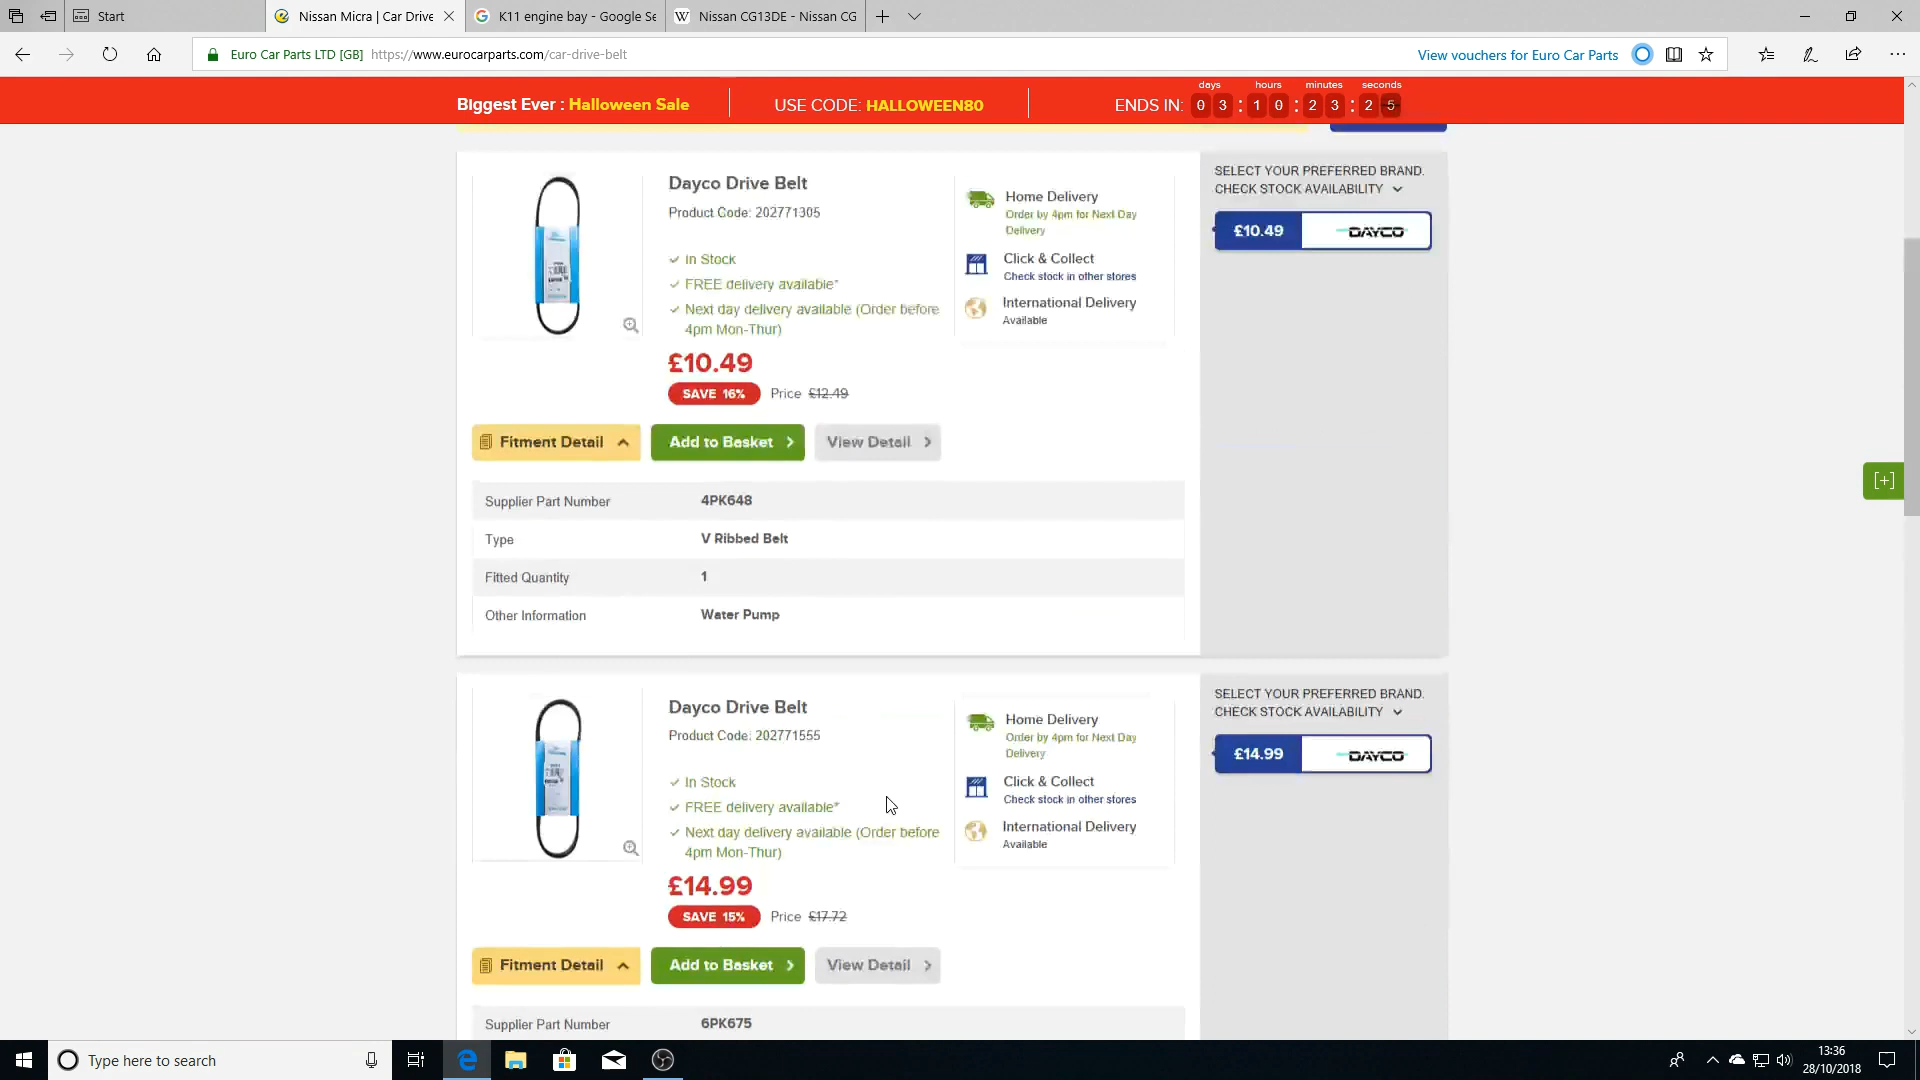 Start
Nissan Micra | Car Drive
K11 engine bay - Google Se
Nissan CG13DE - Nissan CG
Euro Car Parts LTD [GB] https://www.eurocarparts.com/car-drive-belt
View vouchers for Euro Car Parts
Biggest Ever : Halloween Sale
USE CODE: HALLOWEEN80
ENDS IN:
days hours minutes seconds
0 3 : 1 0 : 2 3 : 2 5
Dayco Drive Belt
Product Code: 202771305
In Stock
FREE delivery available*
Next day delivery available (Order before
4pm Mon-Thur)
£10.49
SAVE 16% Price £12.49
Home Delivery
Order by 4pm for Next Day
Delivery
Click & Collect
Check stock in other stores
International Delivery
Available
SELECT YOUR PREFERRED BRAND.
CHECK STOCK AVAILABILITY
£10.49 DAYCO
Fitment Detail
Add to Basket
View Detail
Supplier Part Number 4PK648
Type V Ribbed Belt
Fitted Quantity 1
Other Information Water Pump
[+]
Dayco Drive Belt
Product Code: 202771555
In Stock
FREE delivery available*
Next day delivery available (Order before
4pm Mon-Thur)
£14.99
SAVE 15% Price £17.72
Home Delivery
Order by 4pm for Next Day
Delivery
Click & Collect
Check stock in other stores
International Delivery
Available
SELECT YOUR PREFERRED BRAND.
CHECK STOCK AVAILABILITY
£14.99 DAYCO
Fitment Detail
Add to Basket
View Detail
Supplier Part Number 6PK675
Type here to search
13:36
28/10/2018